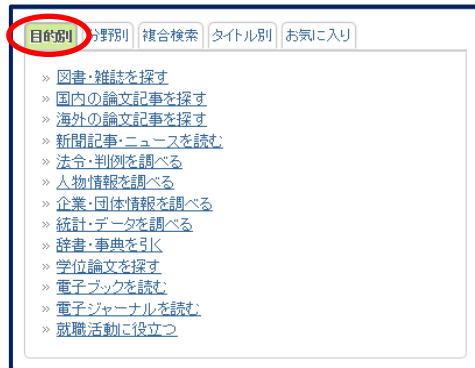 目的別 分野別 複合検索 タイトル別 お気に入り
» 図書・雑誌を探す
» 国内の論文記事を探す
» 海外の論文記事を探す
» 新聞記事・ニュースを読む
» 法令・判例を調べる
» 人物情報を調べる
» 企業・団体情報を調べる
» 統計・データを調べる
» 辞書・事典を引く
» 学位論文を探す
» 電子ブックを読む
» 電子ジャーナルを読む
» 就職活動に役立つ